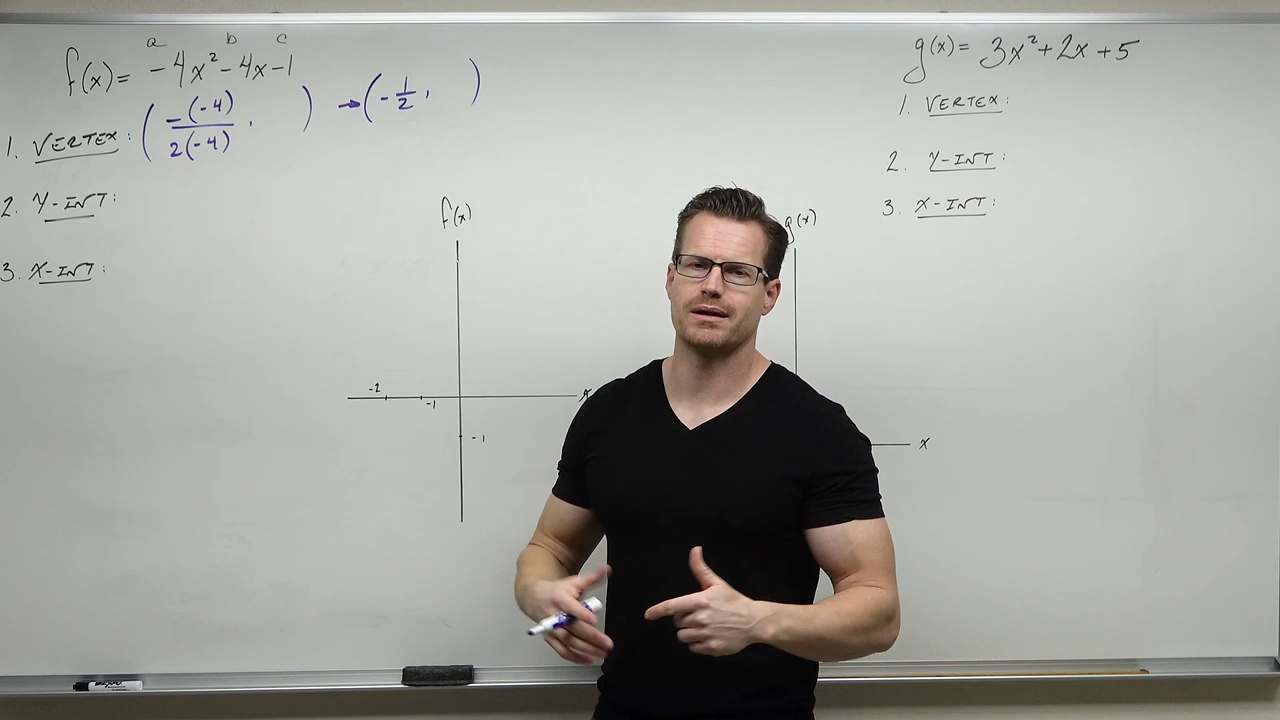 a b c
f(x) = -4x² - 4x - 1
1. VERTEX: (-(-4)/2(-4), ) → (-1/2, )
2. Y-INT:
3. X-INT:
g(x) = 3x² + 2x + 5
1. VERTEX:
2. Y-INT:
3. X-INT:
f(x)
-2 -1 x
-1
g(x)
x